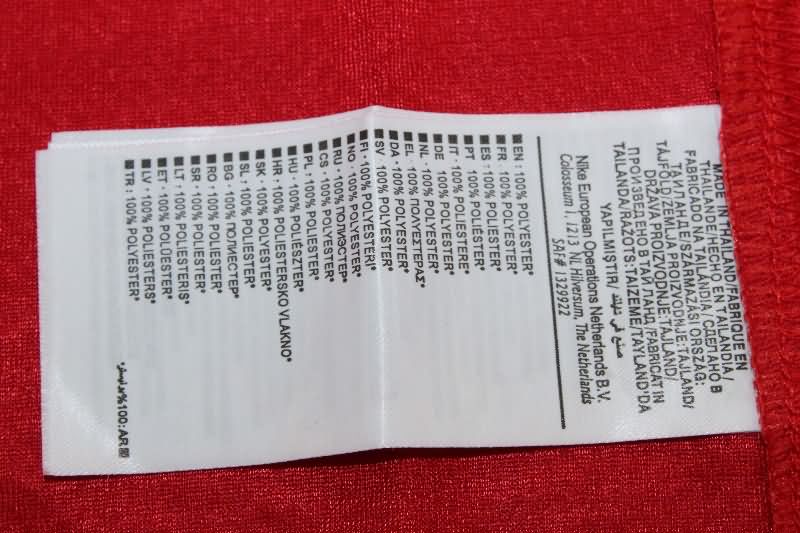 MADE IN THAILAND/FABRIQUE EN
THAILANDE/HECHO EN TAILANDIA/
FABRICADO NA TAILÂNDIA/СДЕЛАНО В
ТАИЛАНДЕ/SZÁRMAZÁSI ORSZÁG:
TÁJFÖLD/ZEMLJA PROIZVODNJE:TAJLAND/
DRŽAVA PROIZVODNJE:TAJLAND/
ПРОИЗВЕДЕНО В ТАЙЛАНД/FABRICAT IN
TAILANDA/RAŽOTS:TAIZEME/TAYLAND'DA
YAPILMIŞTIR/ صنع في تايلند
Nike European Operations Netherlands B.V.
Colosseum 1, 1213 NL Hilversum, The Netherlands
SAF# 1329922
EN: 100% POLYESTER*
FR: 100% POLYESTER*
ES: 100% POLIÉSTER*
PT: 100% POLIÉSTER*
IT: 100% POLIESTERE*
DE: 100% POLYESTER*
NL: 100% POLYESTER*
EL: 100% ΠΟΛΥΕΣΤΕΡΑΣ*
DA: 100% POLYESTER*
SV: 100% POLYESTER*
FI: 100% POLYESTERI*
NO: 100% POLYESTER*
RU: 100% ПОЛИЭСТЕР*
CS: 100% POLYESTER*
PL: 100% POLIESTER*
HU: 100% POLIÉSZTER*
HR: 100% POLIESTERSKO VLAKNO*
SK: 100% POLYESTER*
SL: 100% POLIESTER*
BG: 100% ПОЛИЕСТЕР*
RO: 100% POLIESTER*
SR: 100% POLIESTER*
LT: 100% POLIESTERIS*
ET: 100% POLÜESTER*
LV: 100% POLIESTERS*
TR: 100% POLYESTER*
AR: 100%